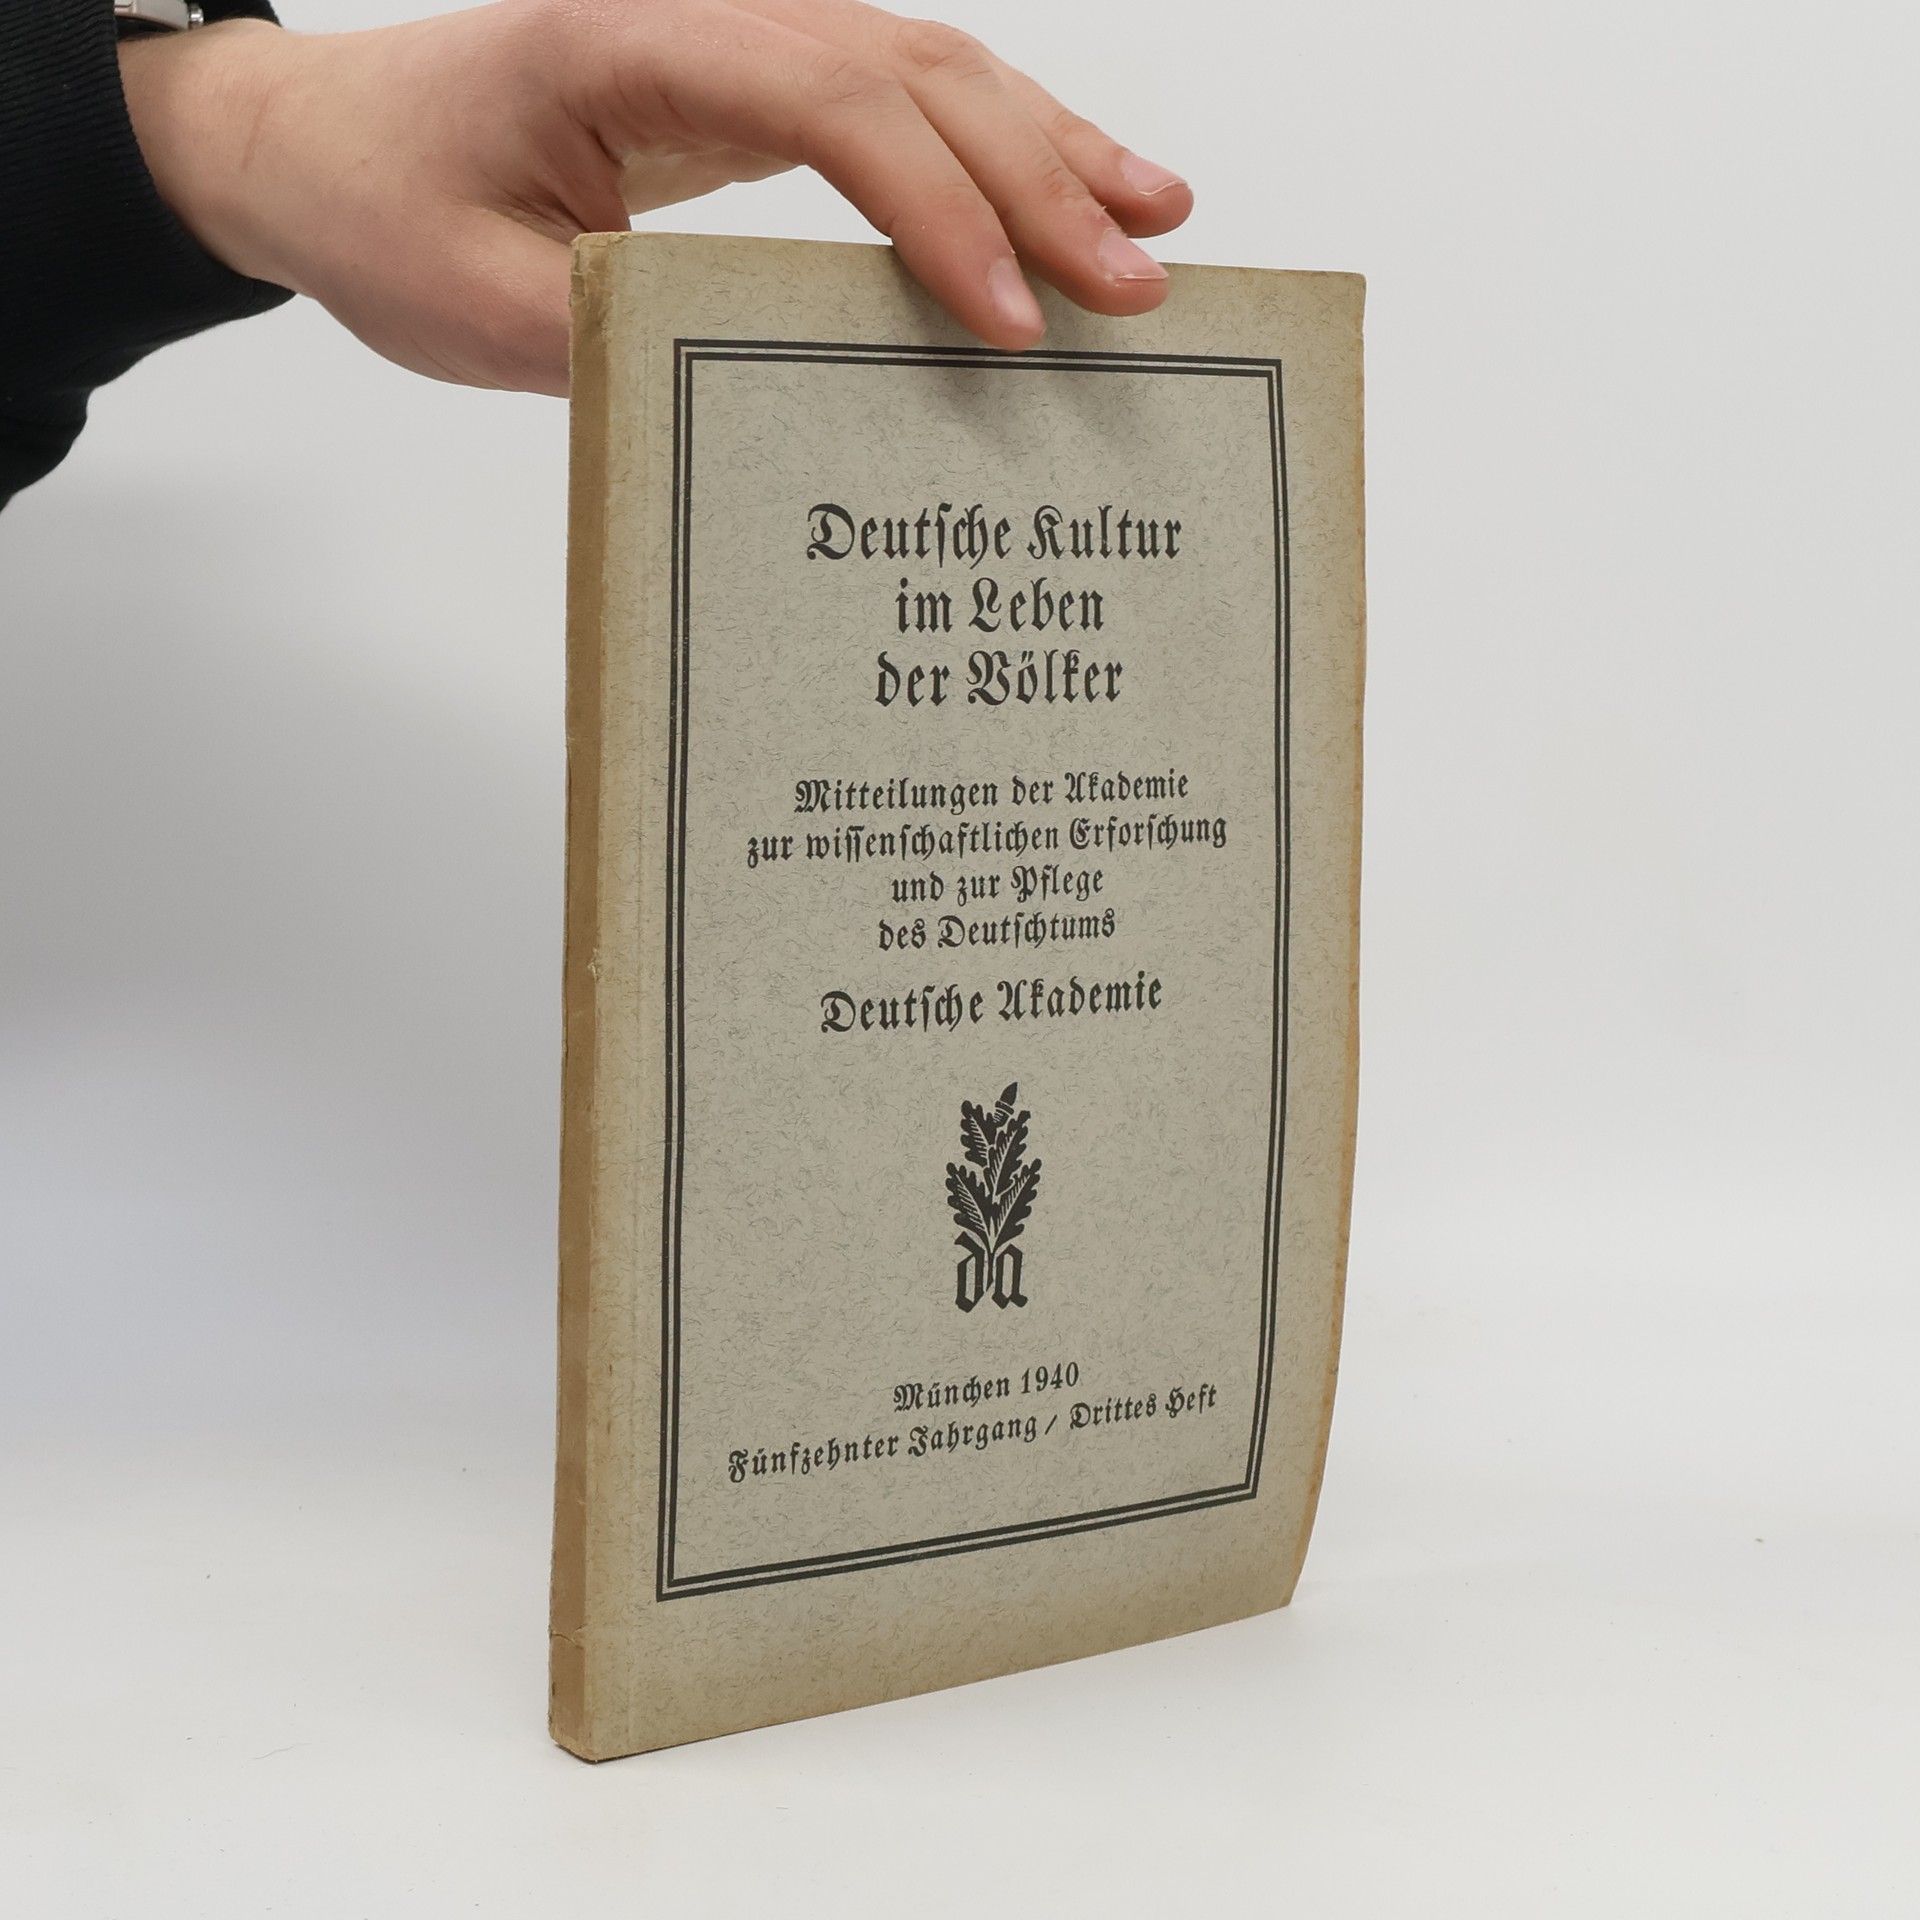 Deutsche Kultur
im Leben
der Völker
Mitteilungen der Akademie
zur wissenschaftlichen Erforschung
und zur Pflege
des Deutschtums
Deutsche Akademie
da
München 1940
Fünfzehnter Jahrgang / Drittes Heft